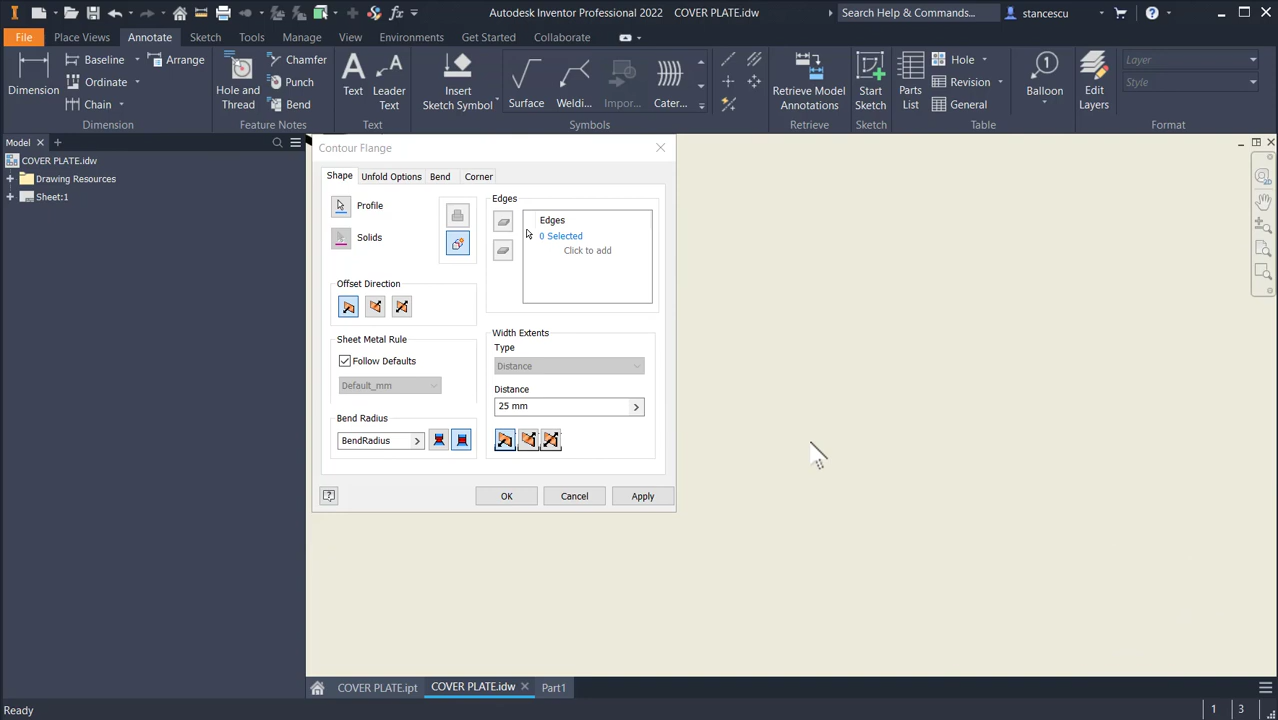 Autodesk Inventor Professional 2022 COVER PLATE.idw
Search Help & Commands...
stancescu
File
Place Views
Annotate
Sketch
Tools
Manage
View
Environments
Get Started
Collaborate
Dimension
Baseline
Ordinate
Chain
Arrange
Dimension
Hole and
Thread
Chamfer
Punch
Bend
Feature Notes
Text
Leader
Text
Text
Insert
Sketch Symbol
Surface
Weldi...
Impor...
Cater...
Symbols
Retrieve Model
Annotations
Retrieve
Start
Sketch
Sketch
Parts
List
Hole
Revision
General
Table
1
Balloon
Edit
Layers
Layer
Style
Format
Model
COVER PLATE.idw
Drawing Resources
Sheet:1
Contour Flange
Shape
Unfold Options
Bend
Corner
Profile
Solids
Edges
Edges
0 Selected
Click to add
Offset Direction
Sheet Metal Rule
Follow Defaults
Default_mm
Bend Radius
BendRadius
Width Extents
Type
Distance
Distance
25 mm
OK
Cancel
Apply
COVER PLATE.ipt
COVER PLATE.idw
Part1
Ready
1
3